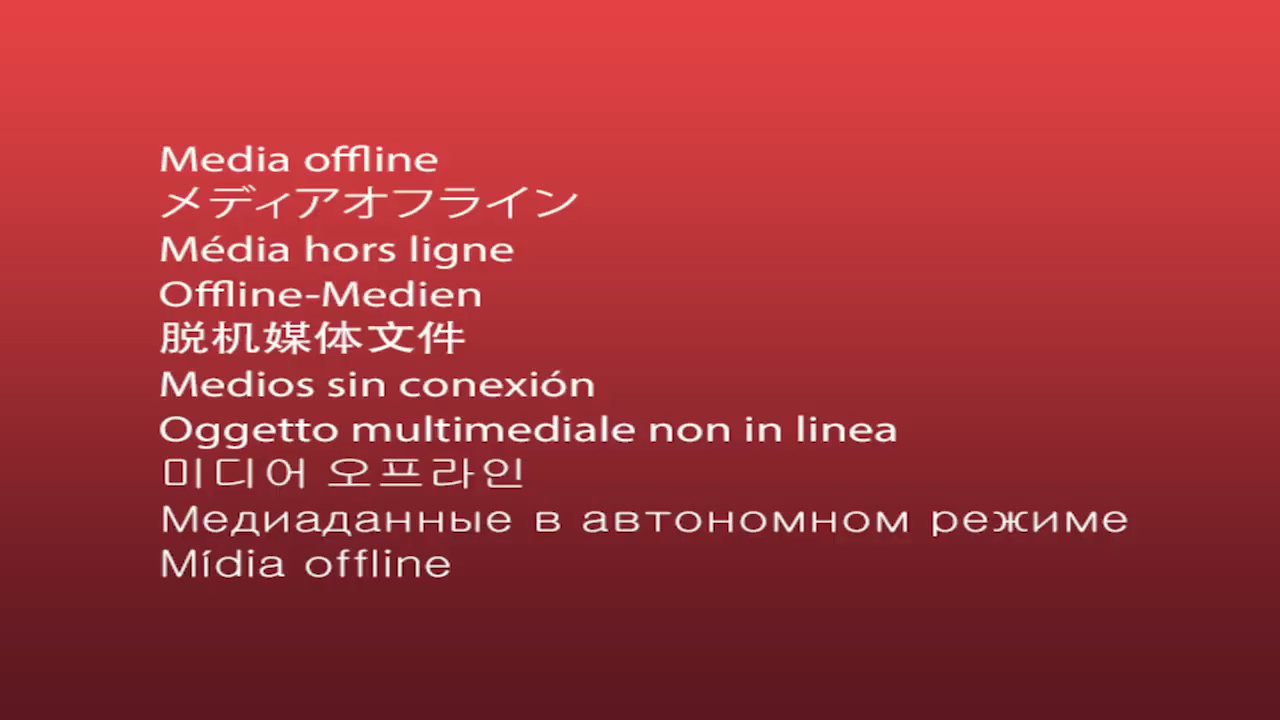 Media offline
メディアオフライン
Média hors ligne
Offline-Medien
脱机媒体文件
Medios sin conexión
Oggetto multimediale non in linea
미디어 오프라인
Медиаданные в автономном режиме
Mídia offline